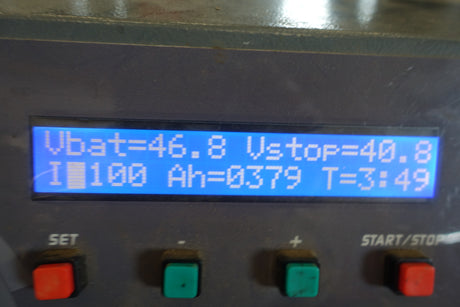 Vbat=46.8 Vstop=40.8
I█100 Ah=0379 T=3:49
SET - + START/STOP